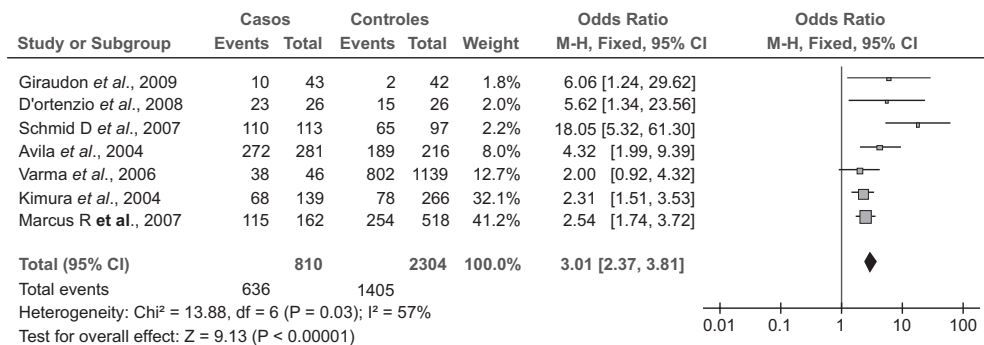 Casos Controles Odds Ratio Odds Ratio
Study or Subgroup Events Total Events Total Weight M-H, Fixed, 95% CI M-H, Fixed, 95% CI
Giraudon et al., 2009 10 43 2 42 1.8% 6.06 [1.24, 29.62]
D'ortenzio et al., 2008 23 26 15 26 2.0% 5.62 [1.34, 23.56]
Schmid D et al., 2007 110 113 65 97 2.2% 18.05 [5.32, 61.30]
Avila et al., 2004 272 281 189 216 8.0% 4.32 [1.99, 9.39]
Varma et al., 2006 38 46 802 1139 12.7% 2.00 [0.92, 4.32]
Kimura et al., 2004 68 139 78 266 32.1% 2.31 [1.51, 3.53]
Marcus R et al., 2007 115 162 254 518 41.2% 2.54 [1.74, 3.72]
Total (95% CI) 810 2304 100.0% 3.01 [2.37, 3.81]
Total events 636 1405
Heterogeneity: Chi² = 13.88, df = 6 (P = 0.03); I² = 57%
Test for overall effect: Z = 9.13 (P < 0.00001)
0.01 0.1 1 10 100